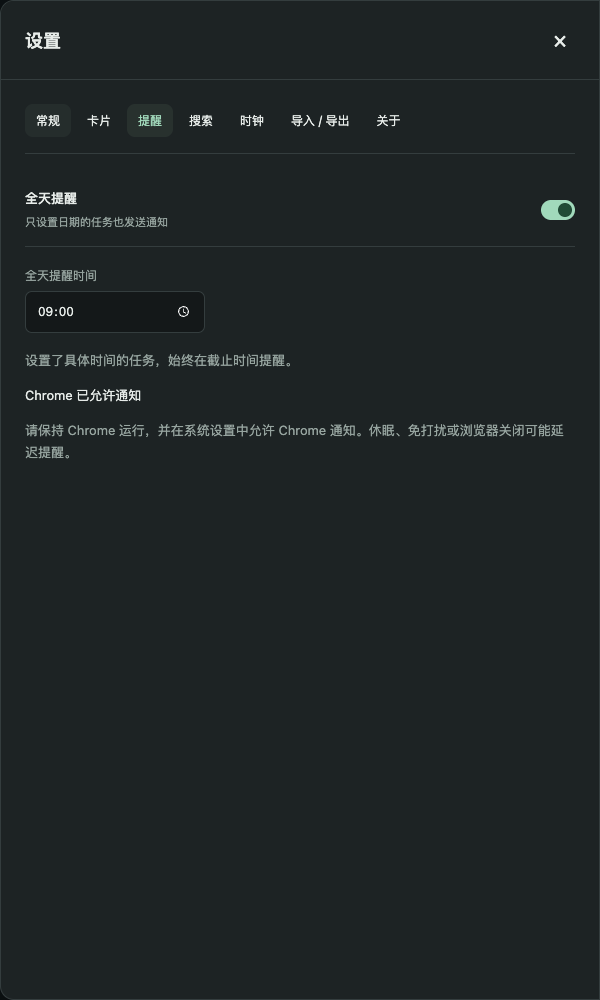 设置
常规 卡片 提醒 搜索 时钟 导入 / 导出 关于
全天提醒
只设置日期的任务也发送通知
全天提醒时间
09:00
设置了具体时间的任务，始终在截止时间提醒。
Chrome 已允许通知
请保持 Chrome 运行，并在系统设置中允许 Chrome 通知。休眠、免打扰或浏览器关闭可能延
迟提醒。